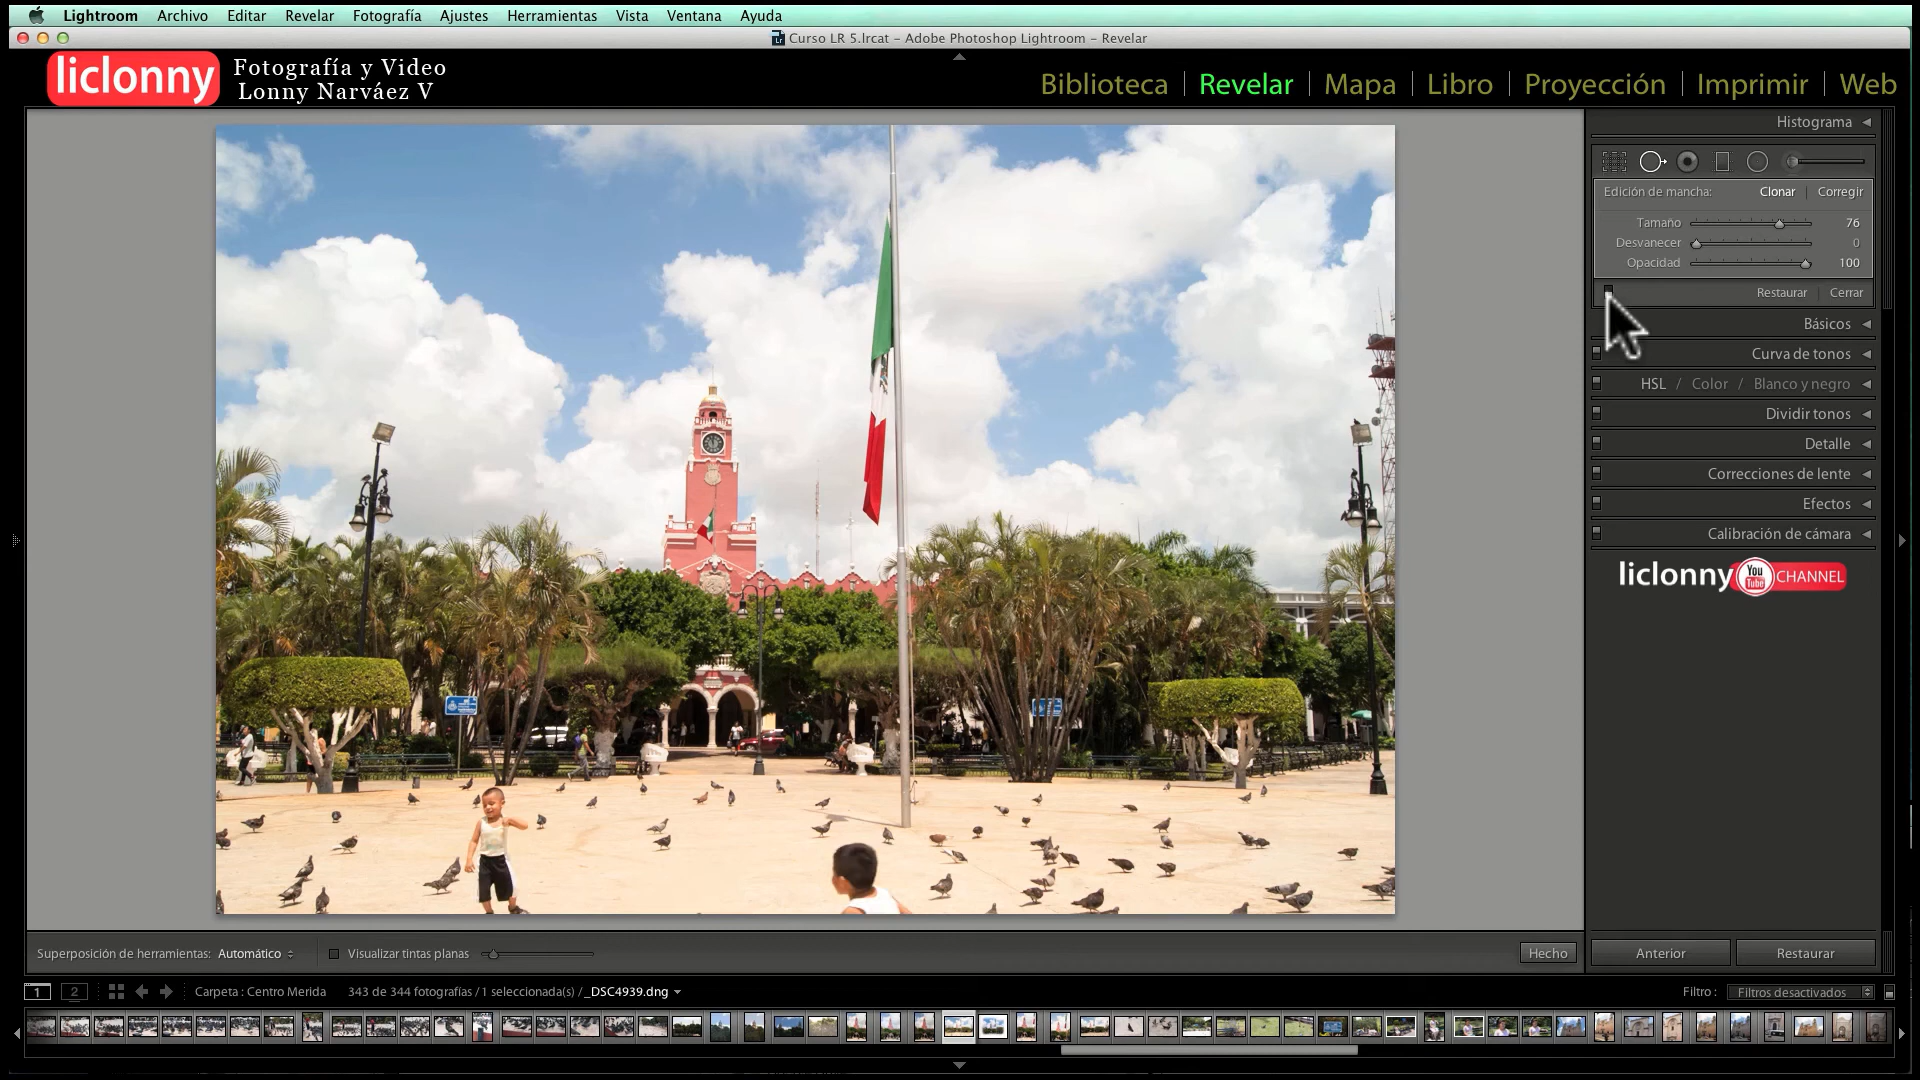 Lightroom Archivo Editar Revelar Fotografía Ajustes Herramientas Vista Ventana Ayuda
Curso LR 5.lrcat – Adobe Photoshop Lightroom – Revelar
liclonny Fotografía y Video
Lonny Narváez V
Biblioteca Revelar Mapa Libro Proyección Imprimir Web
Histograma
Edición de mancha: Clonar Corregir
Tamaño 76
Desvanecer 0
Opacidad 100
Restaurar Cerrar
Básicos
Curva de tonos
HSL / Color / Blanco y negro
Dividir tonos
Detalle
Correcciones de lente
Efectos
Calibración de cámara
liclonny You Tube CHANNEL
Superposición de herramientas: Automático Visualizar tintas planas Hecho Anterior Restaurar
1 2 Carpeta : Centro Merida 343 de 344 fotografías / 1 seleccionada(s) / _DSC4939.dng Filtro : Filtros desactivados